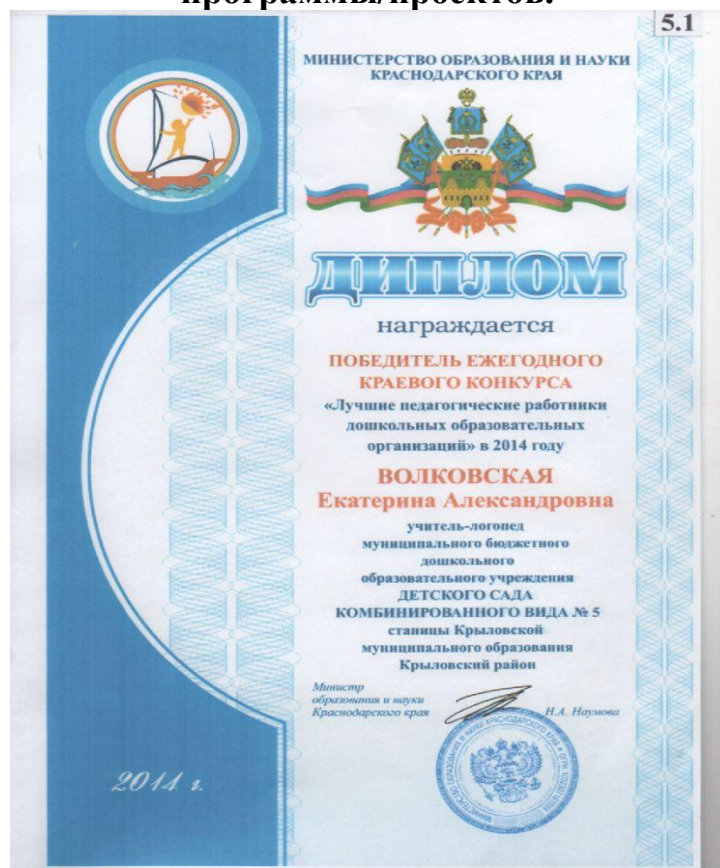 программы/проектов.
5.1
МИНИСТЕРСТВО ОБРАЗОВАНИЯ И НАУКИ
КРАСНОДАРСКОГО КРАЯ
ДИПЛОМ
награждается
ПОБЕДИТЕЛЬ ЕЖЕГОДНОГО
КРАЕВОГО КОНКУРСА
«Лучшие педагогические работники
дошкольных образовательных
организаций» в 2014 году
ВОЛКОВСКАЯ
Екатерина Александровна
учитель-логопед
муниципального бюджетного
дошкольного
образовательного учреждения
ДЕТСКОГО САДА
КОМБИНИРОВАННОГО ВИДА № 5
станицы Крыловской
муниципального образования
Крыловский район
Министр
образования и науки
Краснодарского края
Н.А. Наумова
2014 г.